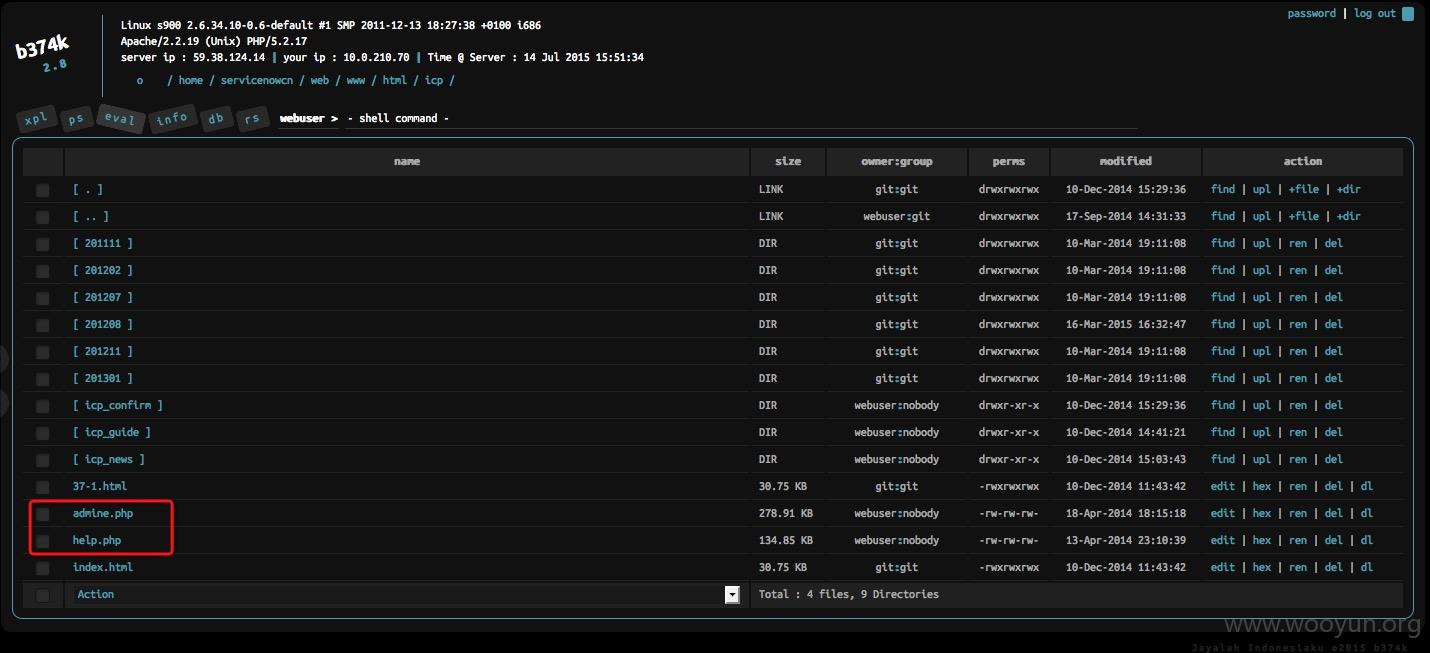 password | log out
b374k
2.8
Linux s900 2.6.34.10-0.6-default #1 SMP 2011-12-13 18:27:38 +0100 i686
Apache/2.2.19 (Unix) PHP/5.2.17
server ip : 59.38.124.14 | your ip : 10.0.210.70 | Time @ Server : 14 Jul 2015 15:51:34
o / home / servicenowcn / web / www / html / icp /
xpl ps eval info db rs webuser > - shell command -
name size owner:group perms modified action
[ . ] LINK git:git drwxrwxrwx 10-Dec-2014 15:29:36 find | upl | +file | +dir
[ .. ] LINK webuser:git drwxrwxrwx 17-Sep-2014 14:31:33 find | upl | +file | +dir
[ 201111 ] DIR git:git drwxrwxrwx 10-Mar-2014 19:11:08 find | upl | ren | del
[ 201202 ] DIR git:git drwxrwxrwx 10-Mar-2014 19:11:08 find | upl | ren | del
[ 201207 ] DIR git:git drwxrwxrwx 10-Mar-2014 19:11:08 find | upl | ren | del
[ 201208 ] DIR git:git drwxrwxrwx 16-Mar-2015 16:32:47 find | upl | ren | del
[ 201211 ] DIR git:git drwxrwxrwx 10-Mar-2014 19:11:08 find | upl | ren | del
[ 201301 ] DIR git:git drwxrwxrwx 10-Mar-2014 19:11:08 find | upl | ren | del
[ icp_confirm ] DIR webuser:nobody drwxr-xr-x 10-Dec-2014 15:29:36 find | upl | ren | del
[ icp_guide ] DIR webuser:nobody drwxr-xr-x 10-Dec-2014 14:41:21 find | upl | ren | del
[ icp_news ] DIR webuser:nobody drwxr-xr-x 10-Dec-2014 15:03:43 find | upl | ren | del
37-1.html 30.75 KB git:git -rwxrwxrwx 10-Dec-2014 11:43:42 edit | hex | ren | del | dl
admine.php 278.91 KB webuser:nobody -rw-rw-rw- 18-Apr-2014 18:15:18 edit | hex | ren | del | dl
help.php 134.85 KB webuser:nobody -rw-rw-rw- 13-Apr-2014 23:10:39 edit | hex | ren | del | dl
index.html 30.75 KB git:git -rwxrwxrwx 10-Dec-2014 11:43:42 edit | hex | ren | del | dl
Action Total : 4 files, 9 Directories
www.wooyun.org
Jayalah Indonesiaku ©2015 b374k